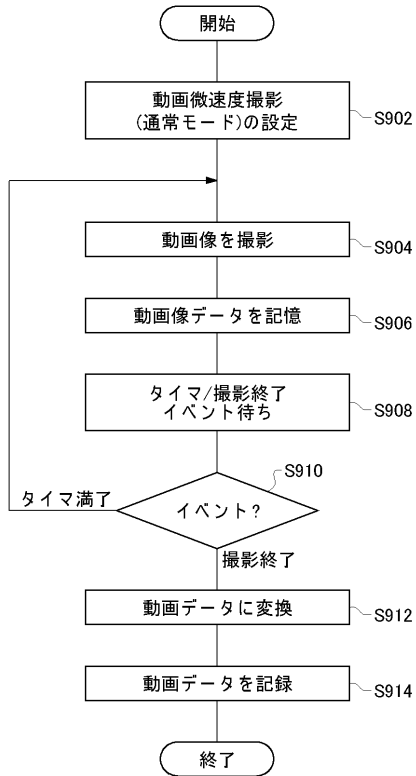 開始
動画微速度撮影
(通常モード)の設定
S902
動画像を撮影
S904
動画像データを記憶
S906
タイマ/撮影終了
イベント待ち
S908
S910
イベント?
タイマ満了
撮影終了
動画データに変換
S912
動画データを記録
S914
終了